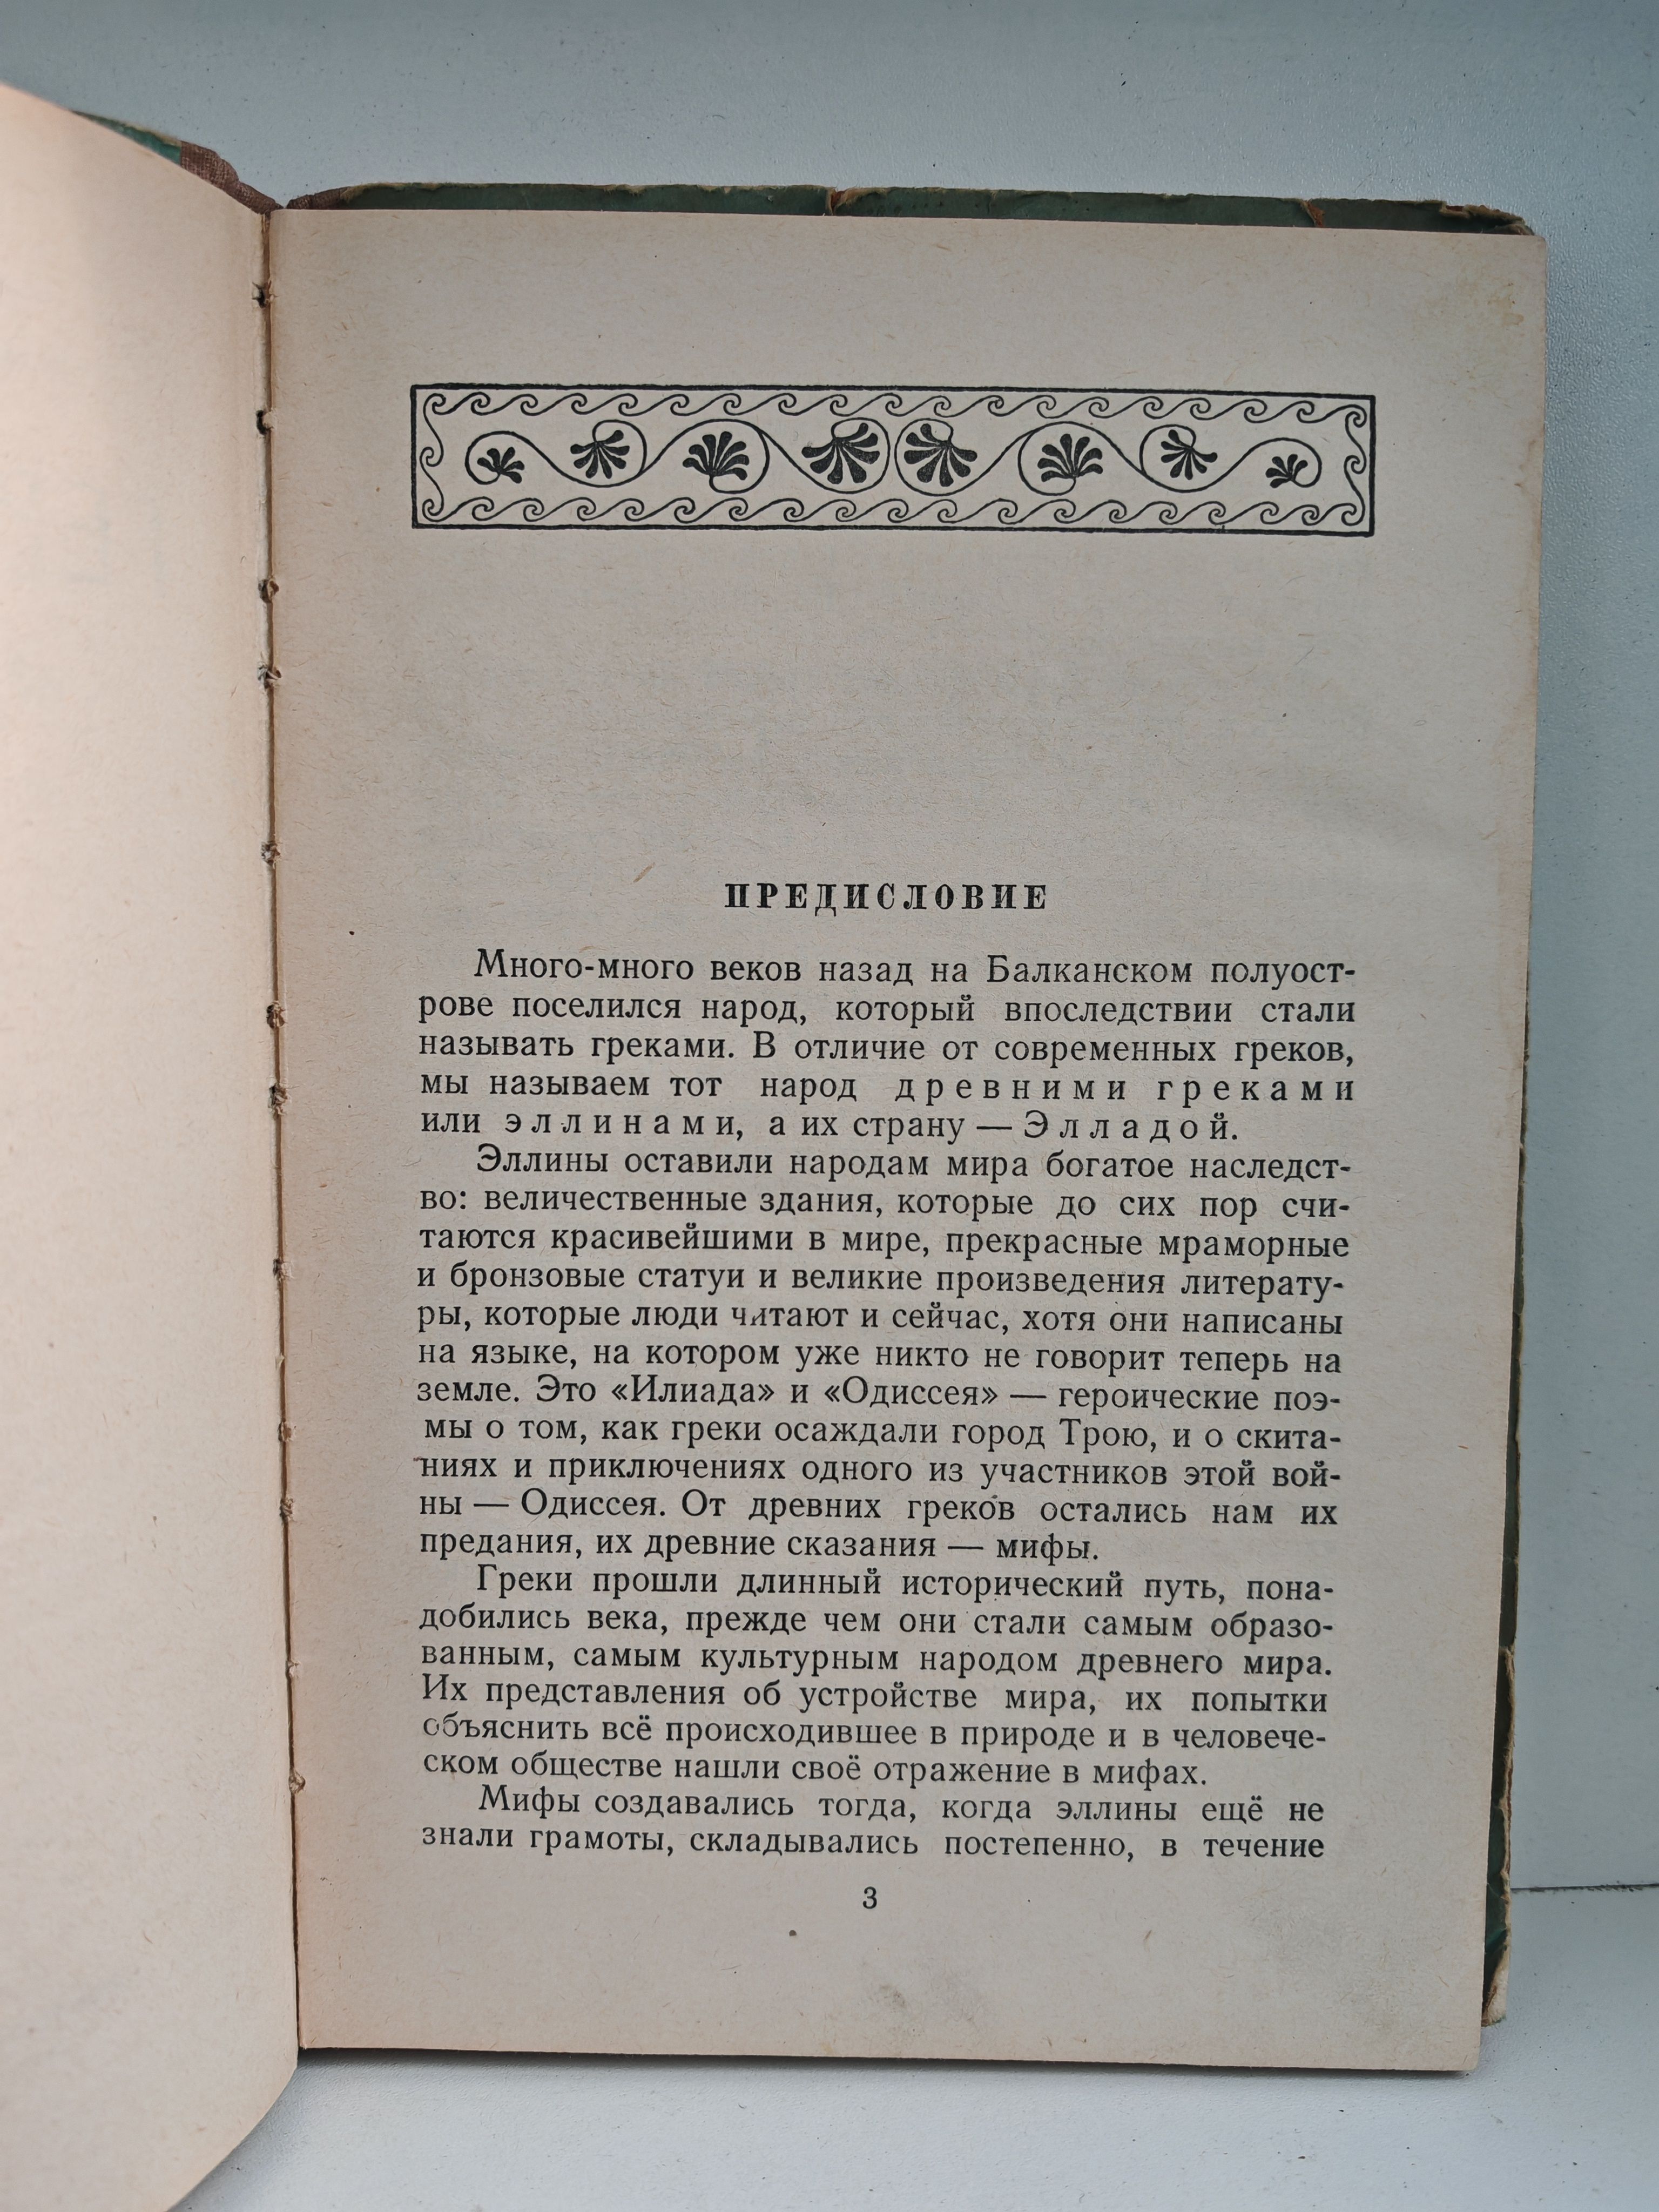 ПРЕДИСЛОВИЕ
Много-много веков назад на Балканском полуост-
рове поселился народ, который впоследствии стали
называть греками. В отличие от современных греков,
мы называем тот народ древними греками
или эллинами, а их страну — Элладой.
Эллины оставили народам мира богатое наследст-
во: величественные здания, которые до сих пор счи-
таются красивейшими в мире, прекрасные мраморные
и бронзовые статуи и великие произведения литерату-
ры, которые люди читают и сейчас, хотя они написаны
на языке, на котором уже никто не говорит теперь на
земле. Это «Илиада» и «Одиссея» — героические поэ-
мы о том, как греки осаждали город Трою, и о скита-
ниях и приключениях одного из участников этой вой-
ны — Одиссея. От древних греков остались нам их
предания, их древние сказания — мифы.
Греки прошли длинный исторический путь, пона-
добились века, прежде чем они стали самым образо-
ванным, самым культурным народом древнего мира.
Их представления об устройстве мира, их попытки
объяснить всё происходившее в природе и в человече-
ском обществе нашли своё отражение в мифах.
Мифы создавались тогда, когда эллины ещё не
знали грамоты, складывались постепенно, в течение
3